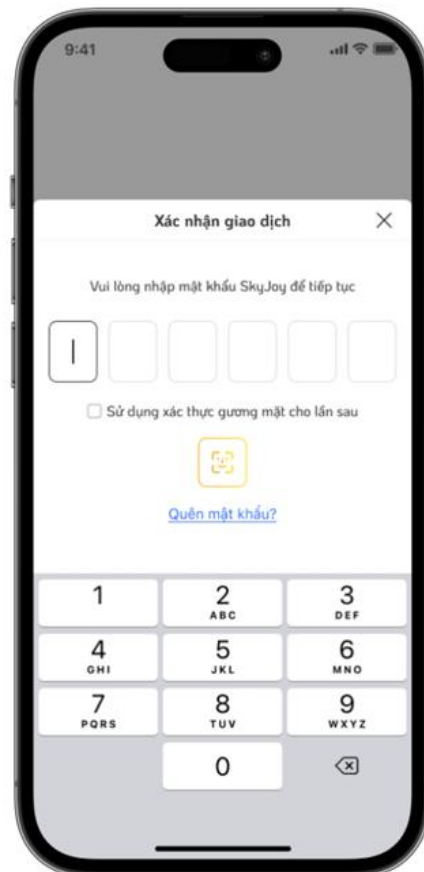 9:41
Xác nhận giao dịch
Vui lòng nhập mật khẩu SkyJoy để tiếp tục
Sử dụng xác thực gương mặt cho lần sau
Quên mật khẩu?
1 2 3
ABC DEF
4 5 6
GHI JKL MNO
7 8 9
PQRS TUV WXYZ
0